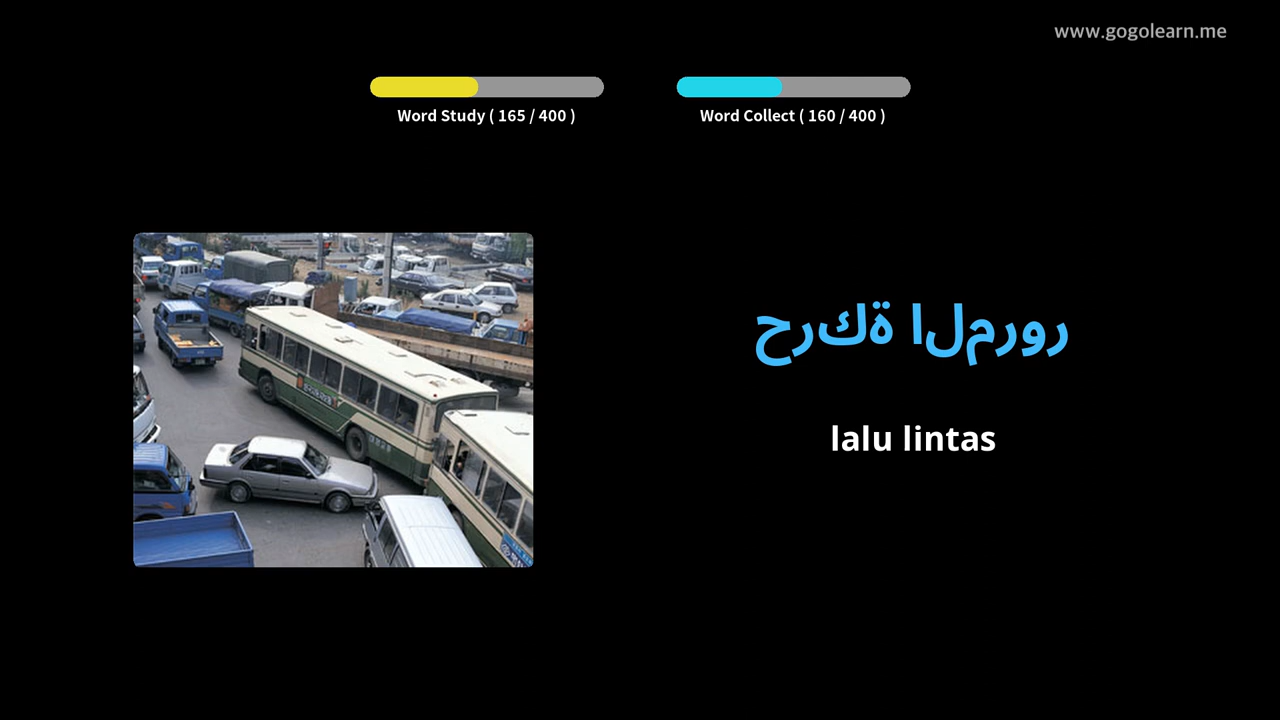 www.gogolearn.me
Word Study ( 165 / 400 )
Word Collect ( 160 / 400 )
حركة المرور
lalu lintas